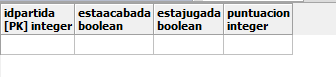 idpartida estaacabada estajugada puntuacion
[PK] integer boolean boolean integer